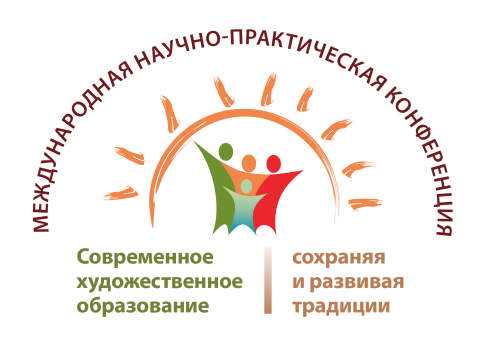 МЕЖДУНАРОДНАЯ НАУЧНО-ПРАКТИЧЕСКАЯ КОНФЕРЕНЦИЯ
Современное
художественное
образование
сохраняя
и развивая
традиции